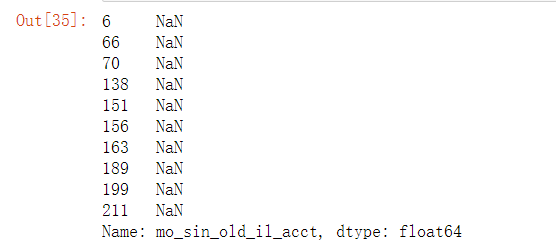 Out[35]: 6 NaN
66 NaN
70 NaN
138 NaN
151 NaN
156 NaN
163 NaN
189 NaN
199 NaN
211 NaN
Name: mo_sin_old_il_acct, dtype: float64